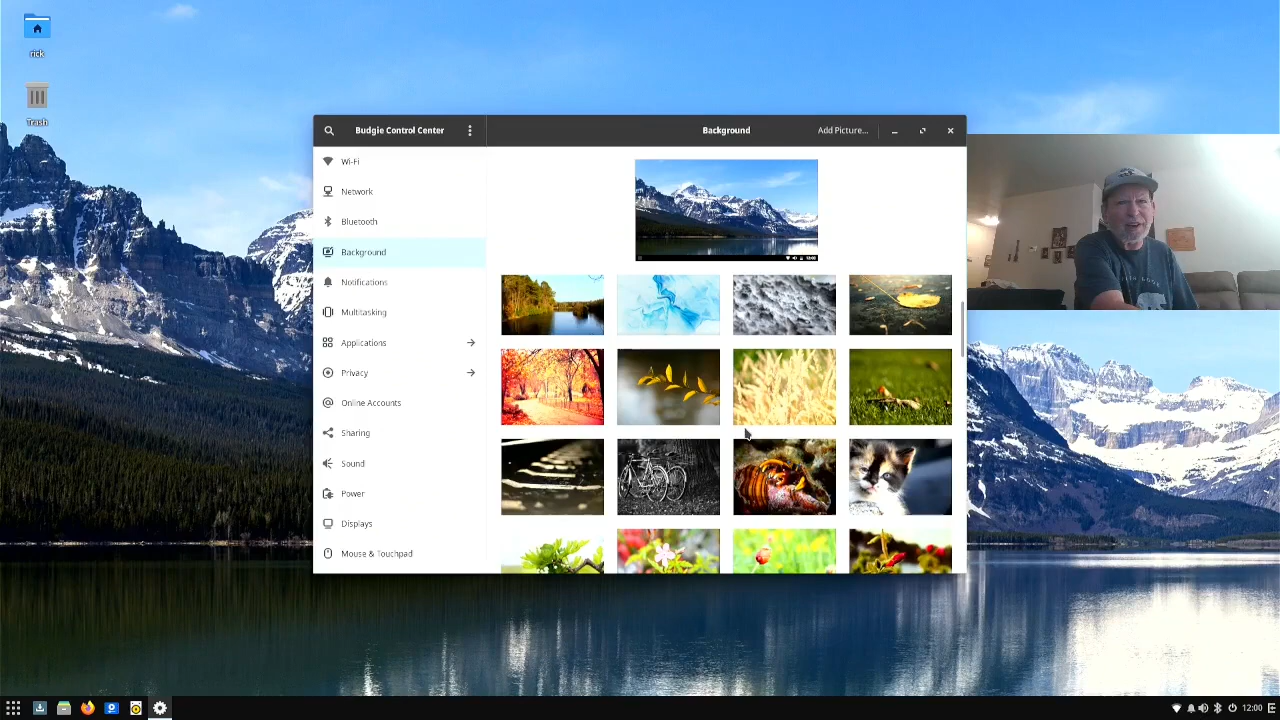 rick
Trash
Budgie Control Center
Background
Add Picture...
Wi-Fi
Network
Bluetooth
Background
Notifications
Multitasking
Applications
Privacy
Online Accounts
Sharing
Sound
Power
Displays
Mouse & Touchpad
12:00